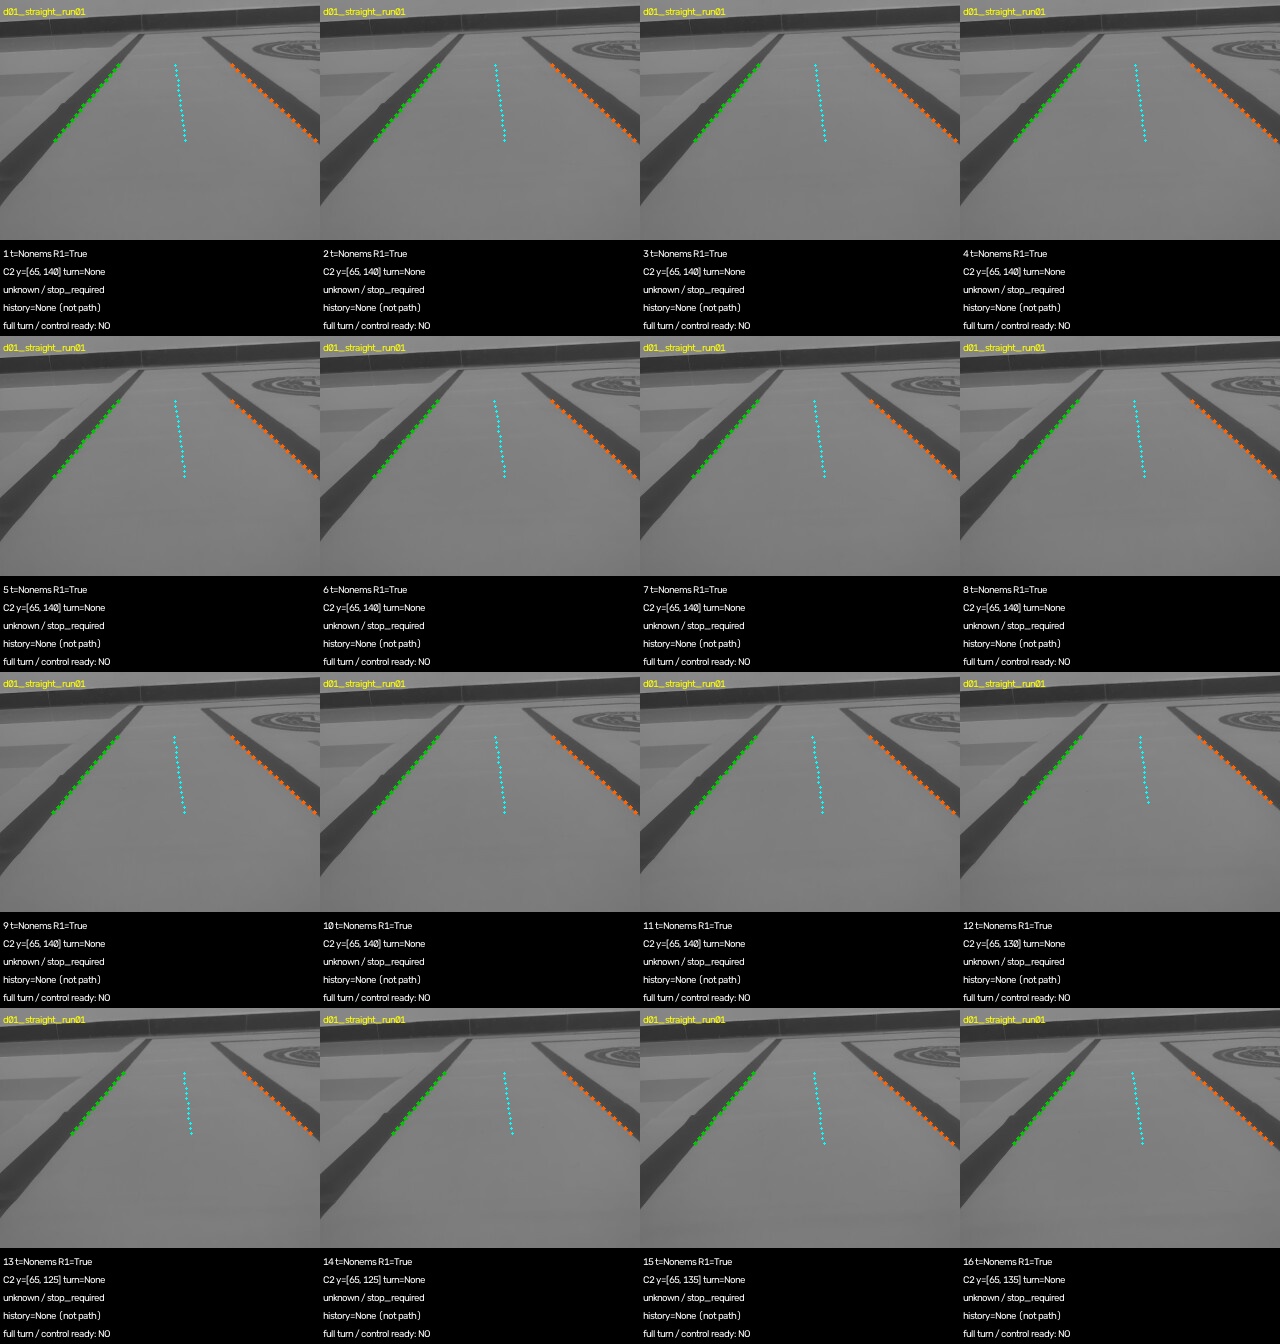 d01_straight_run01 d01_straight_run01 d01_straight_run01 d01_straight_run01
1 t=Nonems R1=True 2 t=Nonems R1=True 3 t=Nonems R1=True 4 t=Nonems R1=True
C2 y=[65, 140] turn=None C2 y=[65, 140] turn=None C2 y=[65, 140] turn=None C2 y=[65, 140] turn=None
unknown / stop_required unknown / stop_required unknown / stop_required unknown / stop_required
history=None (not path) history=None (not path) history=None (not path) history=None (not path)
full turn / control ready: NO full turn / control ready: NO full turn / control ready: NO full turn / control ready: NO
d01_straight_run01 d01_straight_run01 d01_straight_run01 d01_straight_run01
5 t=Nonems R1=True 6 t=Nonems R1=True 7 t=Nonems R1=True 8 t=Nonems R1=True
C2 y=[65, 140] turn=None C2 y=[65, 140] turn=None C2 y=[65, 140] turn=None C2 y=[65, 140] turn=None
unknown / stop_required unknown / stop_required unknown / stop_required unknown / stop_required
history=None (not path) history=None (not path) history=None (not path) history=None (not path)
full turn / control ready: NO full turn / control ready: NO full turn / control ready: NO full turn / control ready: NO
d01_straight_run01 d01_straight_run01 d01_straight_run01 d01_straight_run01
9 t=Nonems R1=True 10 t=Nonems R1=True 11 t=Nonems R1=True 12 t=Nonems R1=True
C2 y=[65, 140] turn=None C2 y=[65, 140] turn=None C2 y=[65, 140] turn=None C2 y=[65, 130] turn=None
unknown / stop_required unknown / stop_required unknown / stop_required unknown / stop_required
history=None (not path) history=None (not path) history=None (not path) history=None (not path)
full turn / control ready: NO full turn / control ready: NO full turn / control ready: NO full turn / control ready: NO
d01_straight_run01 d01_straight_run01 d01_straight_run01 d01_straight_run01
13 t=Nonems R1=True 14 t=Nonems R1=True 15 t=Nonems R1=True 16 t=Nonems R1=True
C2 y=[65, 125] turn=None C2 y=[65, 125] turn=None C2 y=[65, 135] turn=None C2 y=[65, 135] turn=None
unknown / stop_required unknown / stop_required unknown / stop_required unknown / stop_required
history=None (not path) history=None (not path) history=None (not path) history=None (not path)
full turn / control ready: NO full turn / control ready: NO full turn / control ready: NO full turn / control ready: NO